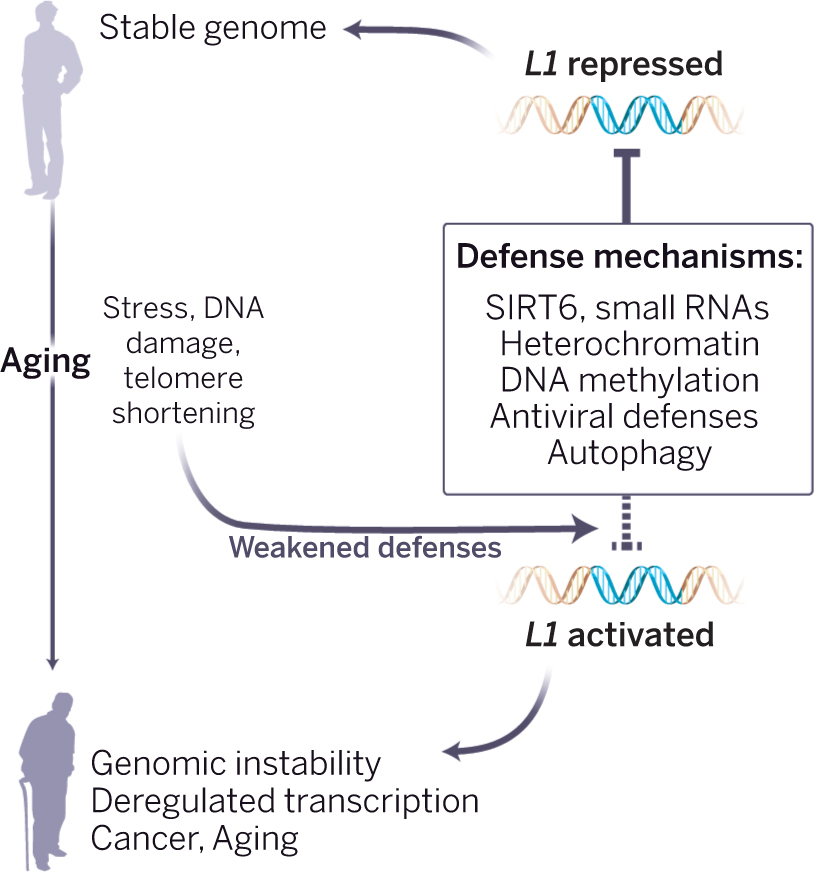 Stable genome
L1 repressed
Defense mechanisms:
SIRT6, small RNAs
Heterochromatin
DNA methylation
Antiviral defenses
Autophagy
Stress, DNA
damage,
telomere
shortening
Aging
Weakened defenses
L1 activated
Genomic instability
Deregulated transcription
Cancer, Aging